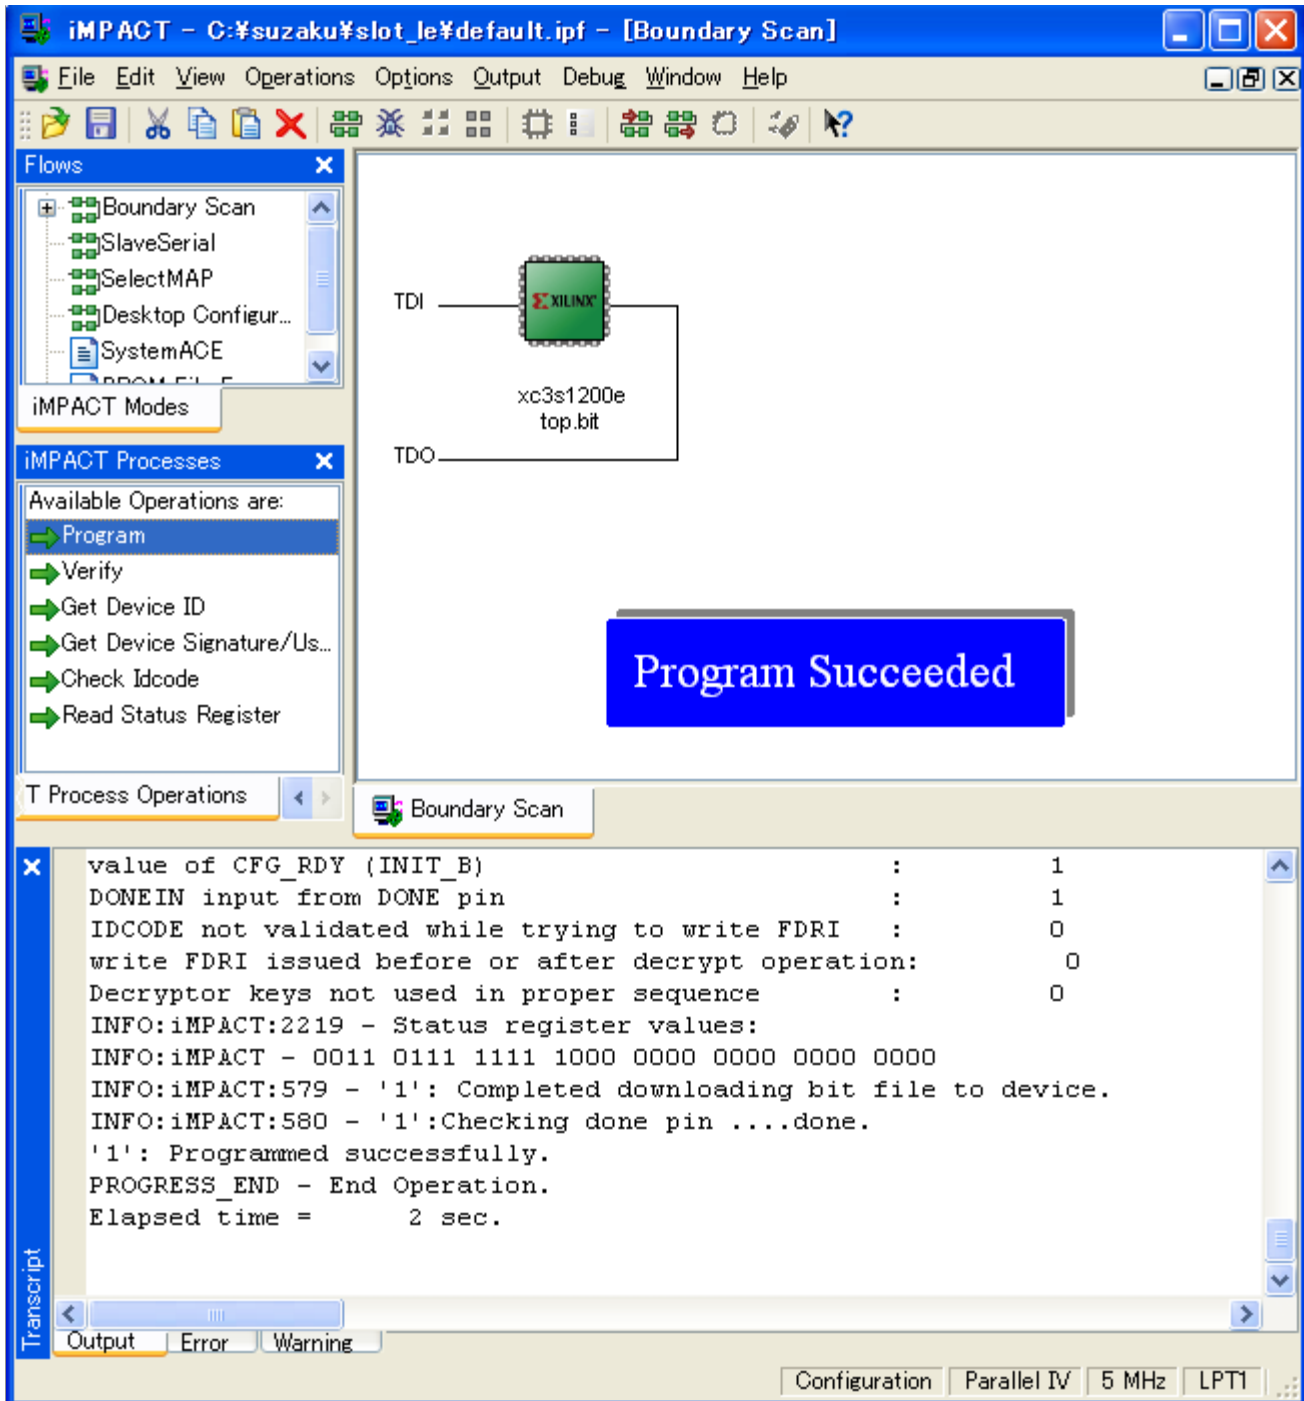 iMPACT - C:¥suzaku¥slot_le¥default.ipf - [Boundary Scan]
File Edit View Operations Options Output Debug Window Help
Flows
Boundary Scan
SlaveSerial
SelectMAP
Desktop Configur...
SystemACE
iMPACT Modes
iMPACT Processes
Available Operations are:
Program
Verify
Get Device ID
Get Device Signature/Us...
Check Idcode
Read Status Register
T Process Operations
TDI
XILINX
xc3s1200e
top.bit
TDO
Program Succeeded
Boundary Scan
value of CFG_RDY (INIT_B) : 1
DONEIN input from DONE pin : 1
IDCODE not validated while trying to write FDRI : 0
write FDRI issued before or after decrypt operation: 0
Decryptor keys not used in proper sequence : 0
INFO:iMPACT:2219 - Status register values:
INFO:iMPACT - 0011 0111 1111 1000 0000 0000 0000 0000
INFO:iMPACT:579 - '1': Completed downloading bit file to device.
INFO:iMPACT:580 - '1':Checking done pin ....done.
'1': Programmed successfully.
PROGRESS_END - End Operation.
Elapsed time = 2 sec.
Transcript
Output Error Warning
Configuration Parallel IV 5 MHz LPT1